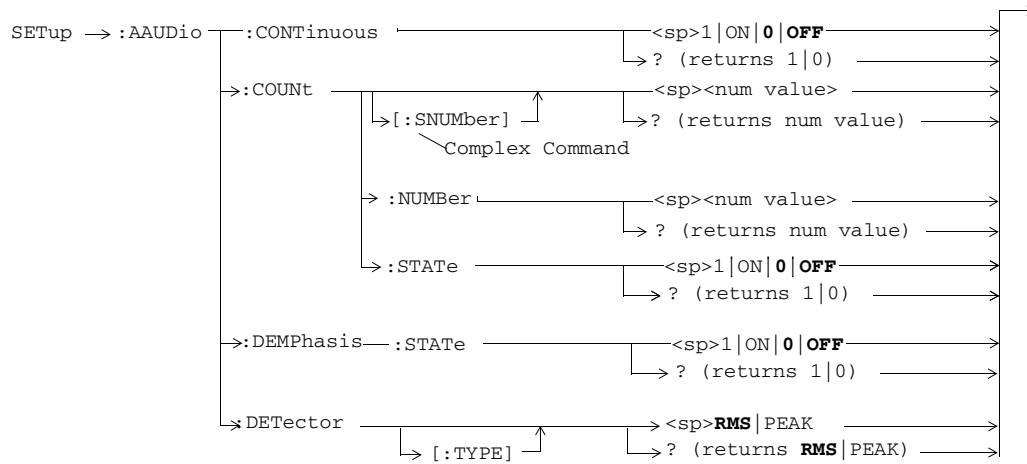 SETup :AAUDio :CONTinuous <sp>1|ON|0|OFF
? (returns 1|0)
:COUNt <sp><num value>
[:SNUMber] ? (returns num value)
Complex Command
:NUMBer <sp><num value>
? (returns num value)
:STATe <sp>1|ON|0|OFF
? (returns 1|0)
:DEMPhasis :STATe <sp>1|ON|0|OFF
? (returns 1|0)
:DETector <sp>RMS|PEAK
[:TYPE] ? (returns RMS|PEAK)